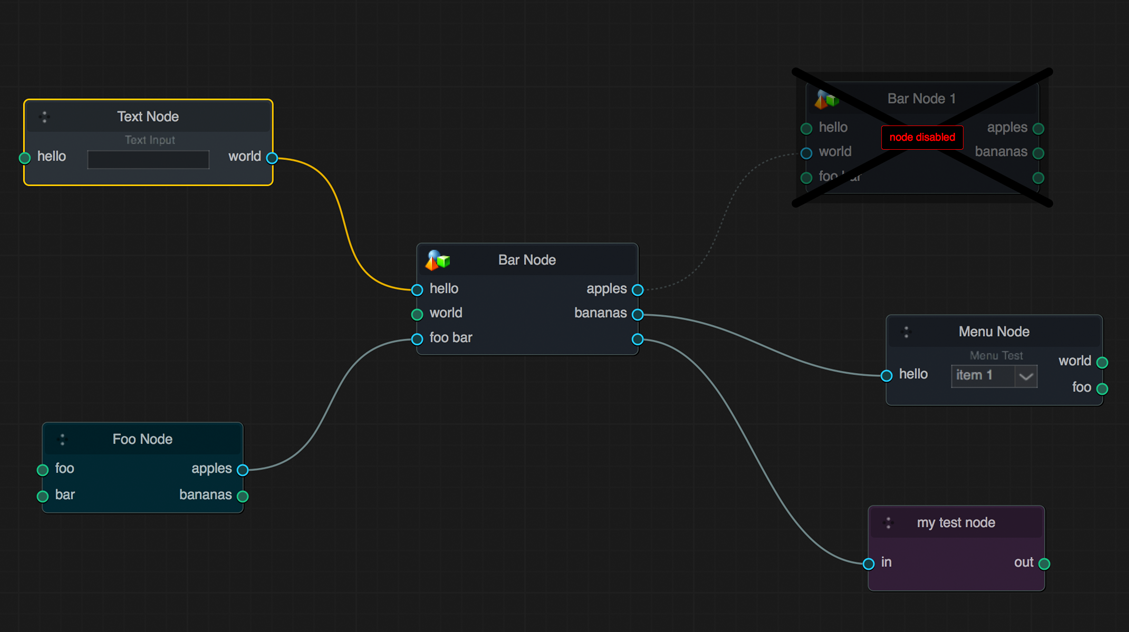 Text Node
Text Input
hello
world
Bar Node 1
node disabled
hello
apples
world
bananas
foo bar
Bar Node
hello
apples
world
bananas
foo bar
Menu Node
Menu Test
hello
item 1
world
foo
Foo Node
foo
apples
bar
bananas
my test node
in
out